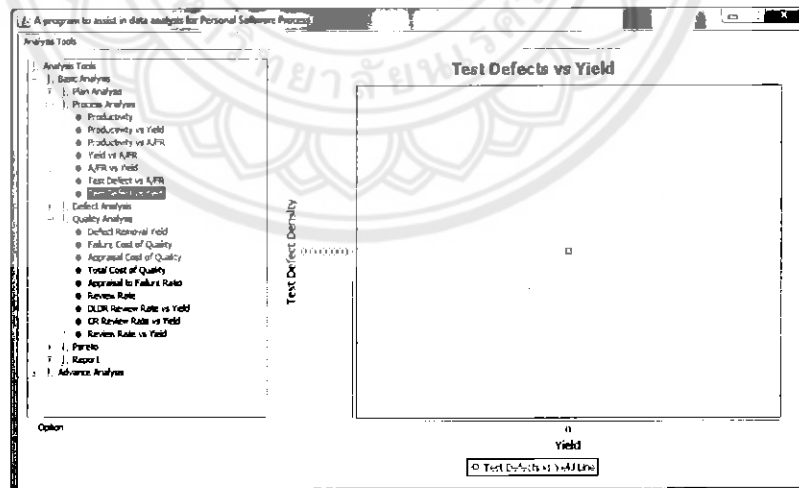 A program to assist in data analysis for Personal Software Process
Analysis Tools
Analysis Tools
Basic Analysis
Plan Analysis
Process Analysis
Productivity
Productivity vs Yield
Productivity vs A/FR
Yield vs A/FR
A/FR vs Yield
Test Defect vs A/FR
Defect Analysis
Quality Analysis
Defect Removal Yield
Failure Cost of Quality
Appraisal Cost of Quality
Total Cost of Quality
Appraisal to Failure Ratio
Review Rate
DLDR Review Rate vs Yield
CR Review Rate vs Yield
Review Rate vs Yield
Pareto
Report
Advance Analysis
Option
Test Defects vs Yield
Test Defect Density
0
Yield
Test Defects vs Yield Line